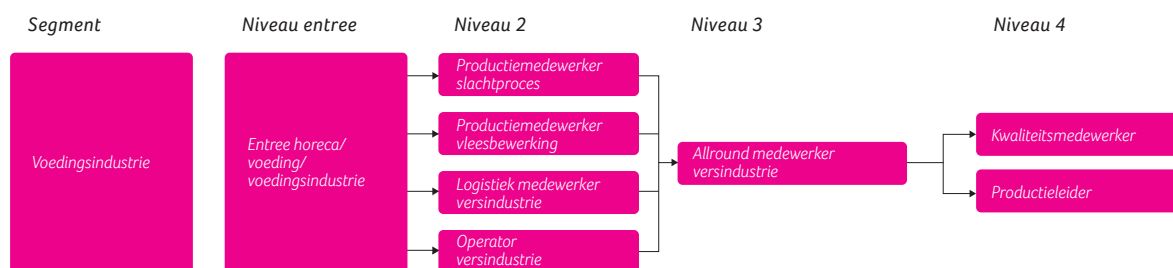 Segment
Niveau entree
Niveau 2
Niveau 3
Niveau 4
Voedingsindustrie
Entree horeca/
voeding/
voedingsindustrie
Productiemedewerker
slachtproces
Productiemedewerker
vleesbewerking
Logistiek medewerker
versindustrie
Operator
versindustrie
Allround medewerker
versindustrie
Kwaliteitsmedewerker
Productieleider